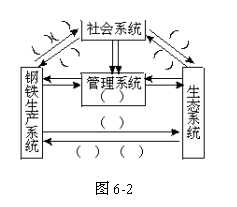 社会系统
( )( ) ( ) ( )
钢铁生产系统
管理系统
( )
生态系统
( )
( ) ( )
图 6-2